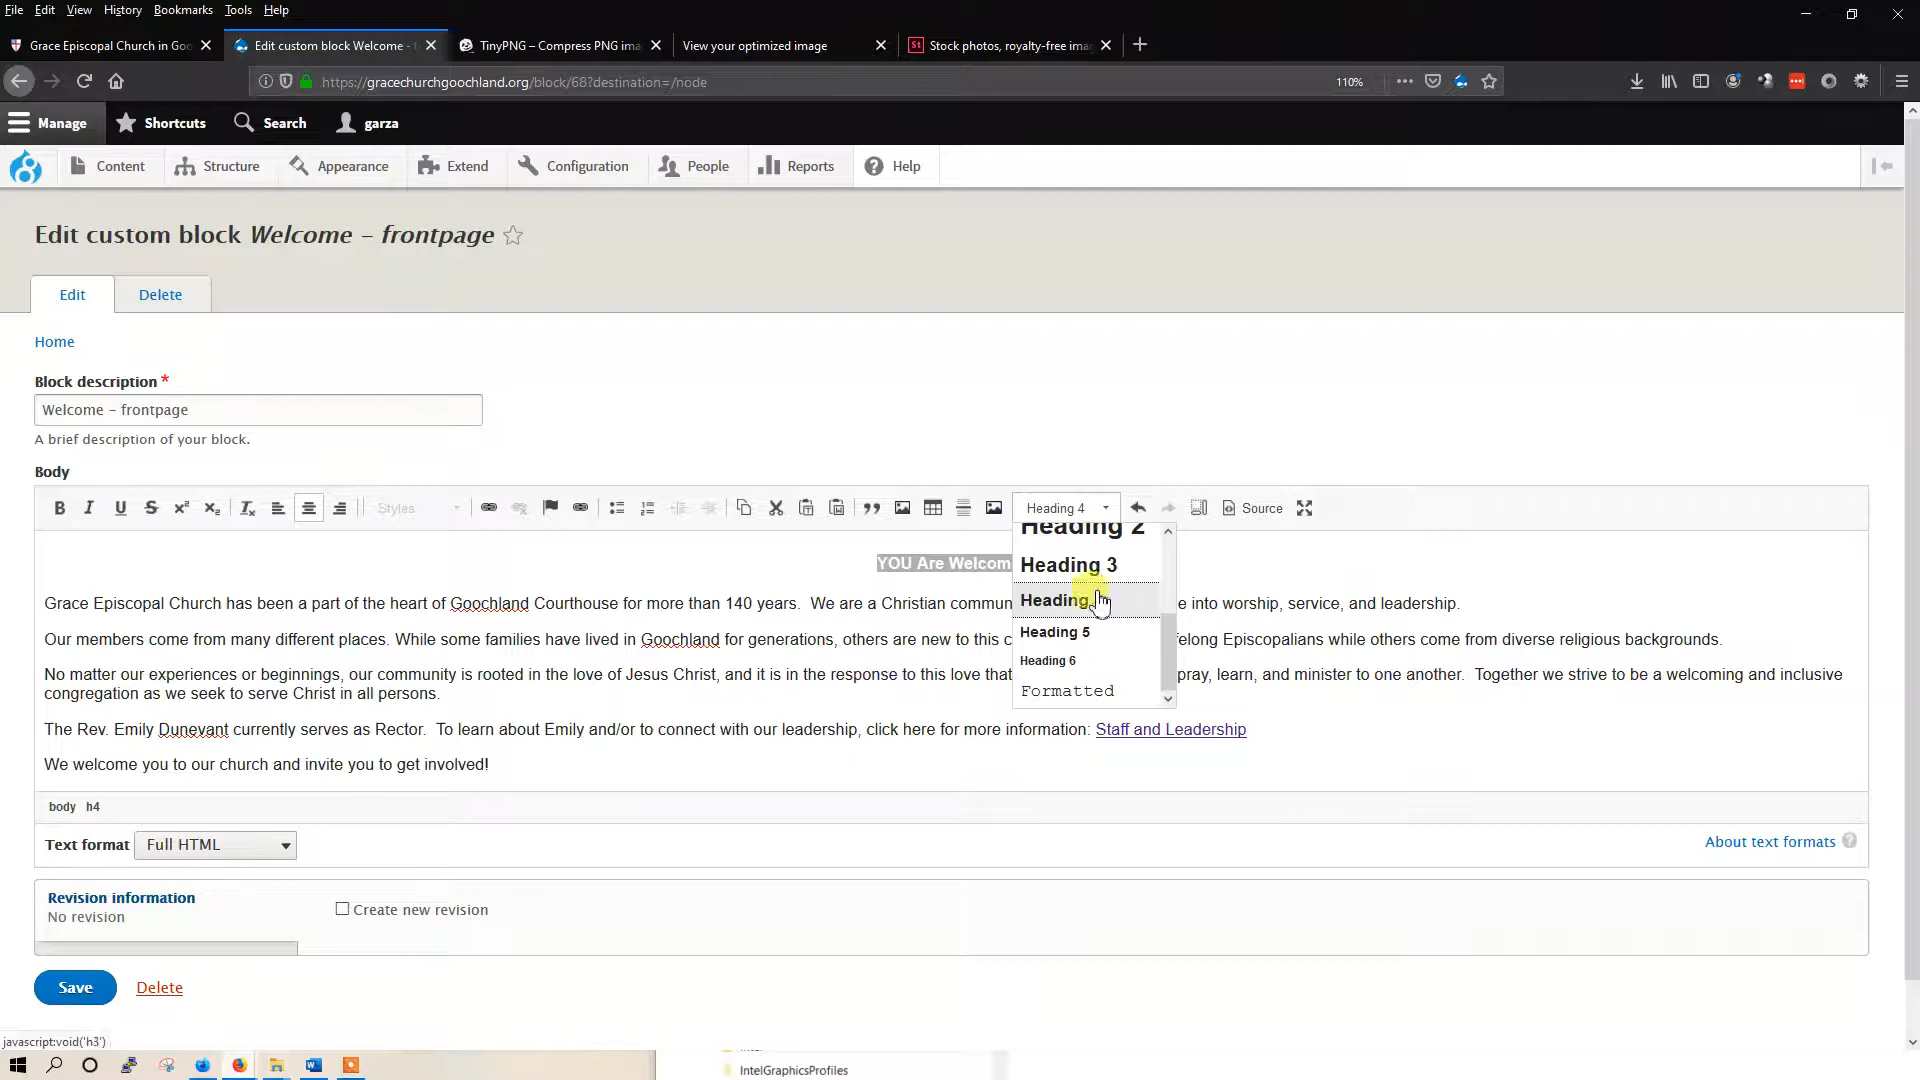 File Edit View History Bookmarks Tools Help
Grace Episcopal Church in Goo
Edit custom block Welcome -
TinyPNG – Compress PNG ima
View your optimized image
St Stock photos, royalty-free ima
https://gracechurchgoochland.org/block/68?destination=/node
110%
Manage Shortcuts Search garza
Content Structure Appearance Extend Configuration People Reports Help
Edit custom block Welcome - frontpage
Edit Delete
Home
Block description *
Welcome - frontpage
A brief description of your block.
Body
B I U S x² x₂ Tx Styles Heading 4 Source
Heading 2
YOU Are Welcom
Heading 3
Heading
Heading 5
Heading 6
Formatted
Grace Episcopal Church has been a part of the heart of Goochland Courthouse for more than 140 years. We are a Christian commun e into worship, service, and leadership.
Our members come from many different places. While some families have lived in Goochland for generations, others are new to this c felong Episcopalians while others come from diverse religious backgrounds.
No matter our experiences or beginnings, our community is rooted in the love of Jesus Christ, and it is in the response to this love that pray, learn, and minister to one another. Together we strive to be a welcoming and inclusive
congregation as we seek to serve Christ in all persons.
The Rev. Emily Dunevant currently serves as Rector. To learn about Emily and/or to connect with our leadership, click here for more information: Staff and Leadership
We welcome you to our church and invite you to get involved!
body h4
Text format Full HTML
About text formats ?
Revision information
No revision
Create new revision
Save Delete
javascript:void('h3')
IntelGraphicsProfiles